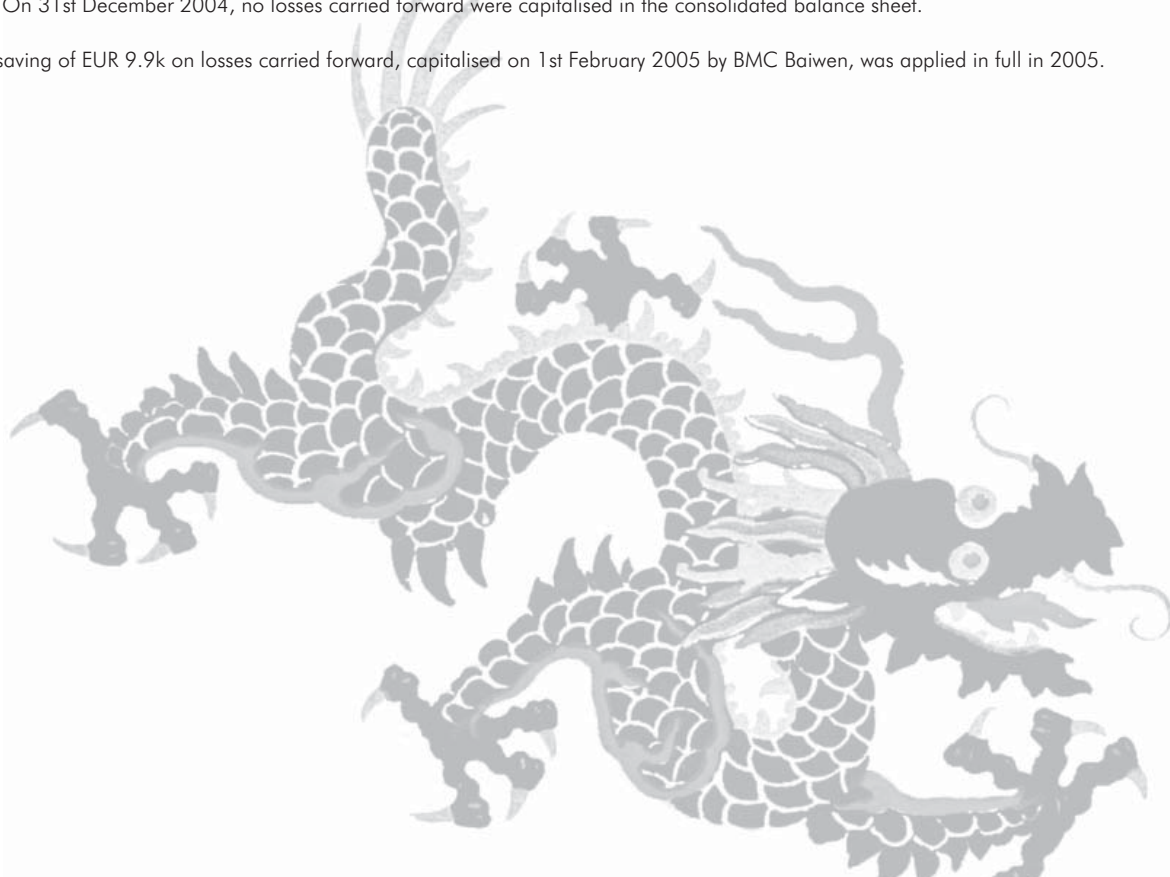 On 31st December 2004, no losses carried forward were capitalised in the consolidated balance sheet.
saving of EUR 9.9k on losses carried forward, capitalised on 1st February 2005 by BMC Baiwen, was applied in full in 2005.